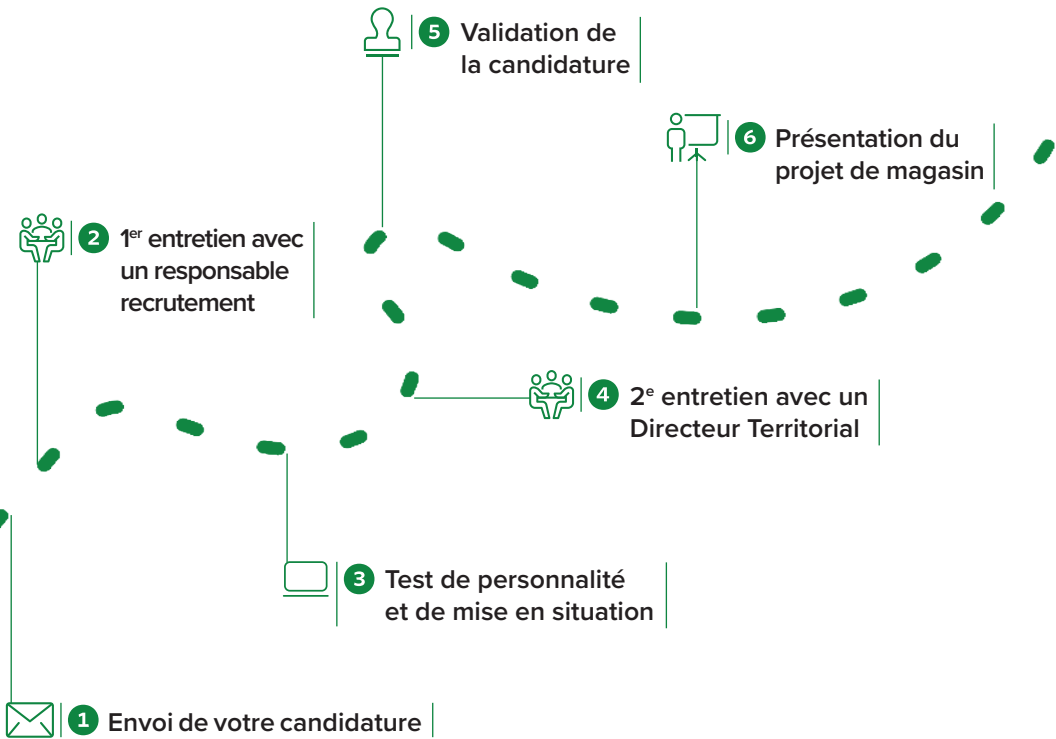 1 Envoi de votre candidature
2 1er entretien avec
un responsable
recrutement
3 Test de personnalité
et de mise en situation
4 2e entretien avec un
Directeur Territorial
5 Validation de
la candidature
6 Présentation du
projet de magasin